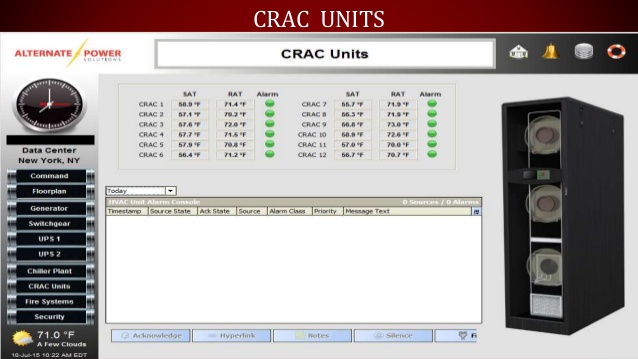 CRAC UNITS
ALTERNATE POWER
SOLUTIONS
CRAC Units
SAT RAT Alarm SAT RAT Alarm
CRAC 1 58.9 °F 71.4 °F CRAC 7 55.7 °F 71.9 °F
CRAC 2 57.1 °F 70.2 °F CRAC 8 56.3 °F 71.9 °F
CRAC 3 57.6 °F 72.0 °F CRAC 9 56.8 °F 73.0 °F
CRAC 4 57.7 °F 71.5 °F CRAC 10 58.9 °F 72.6 °F
CRAC 5 57.9 °F 70.8 °F CRAC 11 57.0 °F 70.0 °F
CRAC 6 56.4 °F 71.2 °F CRAC 12 56.7 °F 70.7 °F
Data Center
New York, NY
Command
Floorplan
Generator
Switchgear
UPS 1
UPS 2
Chiller Plant
CRAC Units
Fire Systems
Security
71.0 °F
A Few Clouds
10-Jul-15 10:22 AM EDT
Today
HVAC Unit Alarm Console 0 Sources / 0 Alarms
Timestamp Source State Ack State Source Alarm Class Priority Message Text
Acknowledge Hyperlink Notes Silence Fi